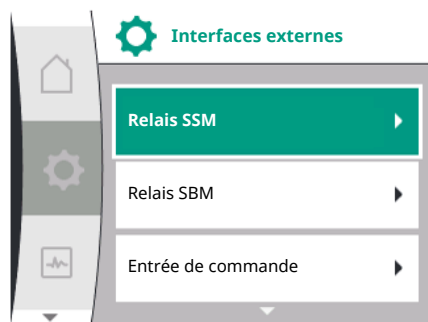 Interfaces externes
Relais SSM
Relais SBM
Entrée de commande